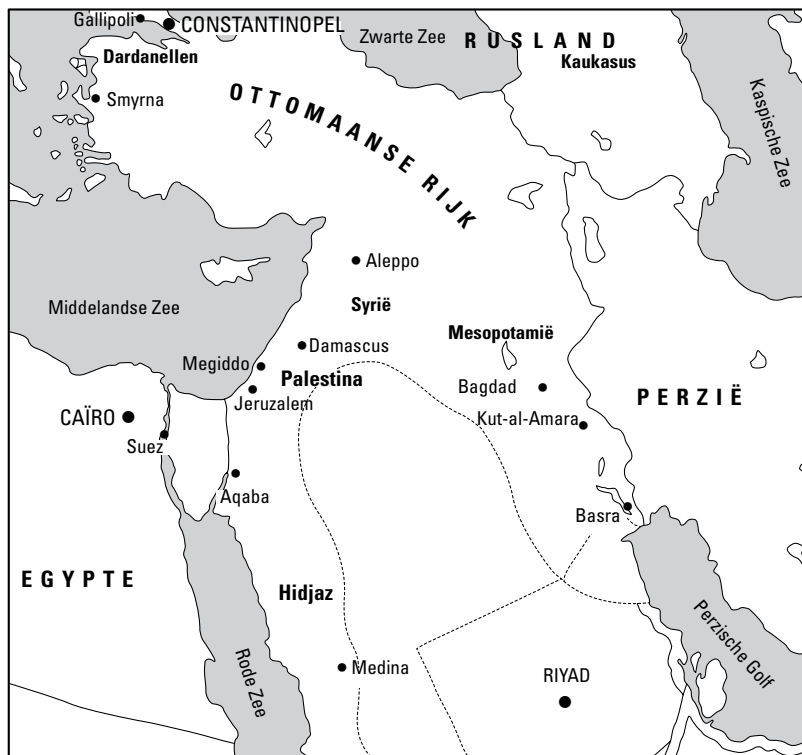 Gallipoli
CONSTANTINOPEL
Dardanellen
Zwarte Zee
RUSLAND
Kaukasus
Kaspische Zee
Smyrna
OTTOMAANSE RIJK
Aleppo
Middelandse Zee
Syrië
Mesopotamië
Damascus
Megiddo
Palestina
Jeruzalem
Bagdad
PERZIË
CAÏRO
Kut-al-Amara
Suez
Aqaba
Basra
EGYPTE
Hidjaz
Perzische Golf
Rode Zee
Medina
RIYAD